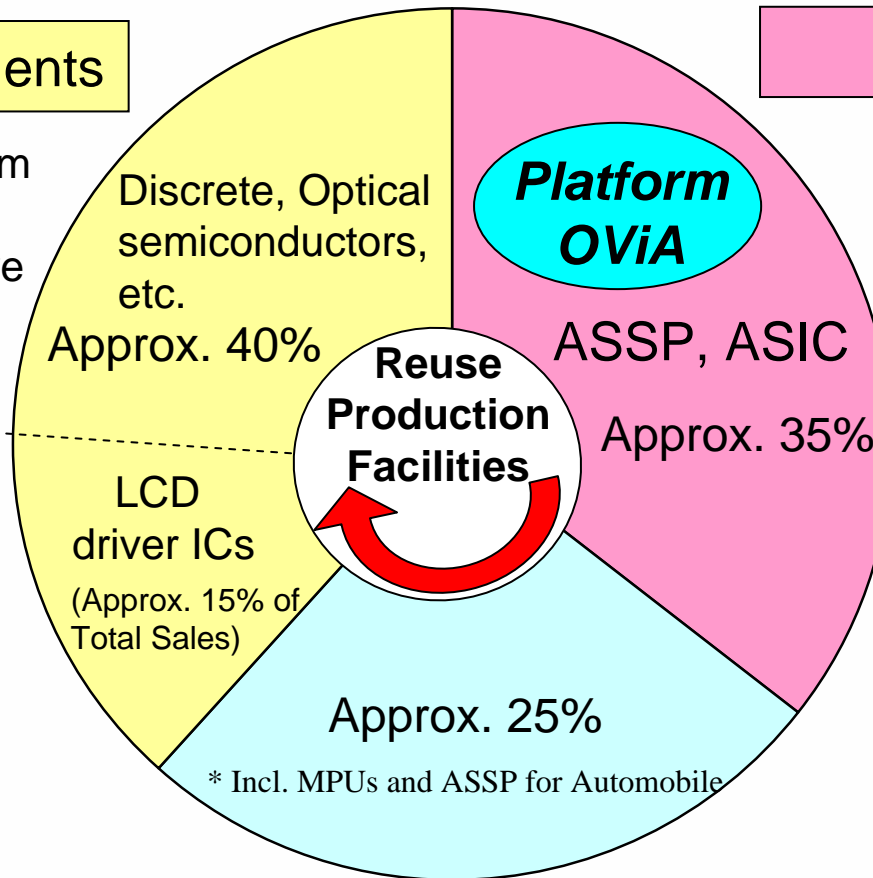 ents
m
e
Discrete, Optical
semiconductors,
etc.
Approx. 40%
LCD
driver ICs
(Approx. 15% of
Total Sales)
Platform
OViA
ASSP, ASIC
Approx. 35%
Reuse
Production
Facilities
Approx. 25%
* Incl. MPUs and ASSP for Automobile